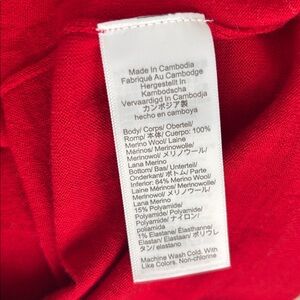 Made In Cambodia
Fabriqué Au Cambodge
Hergestellt In
Kambodscha
Vervaardigd In Cambodja
カンボジア製
hecho en camboya
Body/ Corps/ Oberteil/
Romp/ 本体/ Cuerpo: 100%
Merino Wool/ Laine
Mérinos/ Merinowolle/
Merinowol/ メリノウール/
Lana Merino
Bottom/ Bas/ Unterteil/
Onderkant/ ボトム/ Parte
Inferior: 84% Merino Wool/
Laine Mérinos/ Merinowolle/
Merinowol/ メリノウール/
Lana Merino
15% Polyamide/
Polyamide/ Polyamid/
Polyamide/ ナイロン/
poliamida
1% Elastane/ Élasthanne/
Elastan/ Elastaan/ ポリウレ
タン/ elastano
Machine Wash Cold. With
Like Colors. Non-chlorine